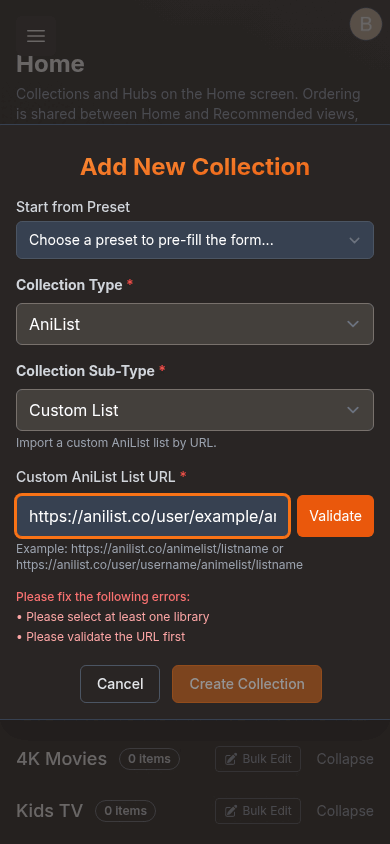 B
Home
Collections and Hubs on the Home screen. Ordering
is shared between Home and Recommended views,
Add New Collection
Start from Preset
Choose a preset to pre-fill the form...
Collection Type *
AniList
Collection Sub-Type *
Custom List
Import a custom AniList list by URL.
Custom AniList List URL *
https://anilist.co/user/example/a
Validate
Example: https://anilist.co/animelist/listname or
https://anilist.co/user/username/animelist/listname
Please fix the following errors:
• Please select at least one library
• Please validate the URL first
Cancel
Create Collection
4K Movies 0 items Bulk Edit Collapse
Kids TV 0 items Bulk Edit Collapse